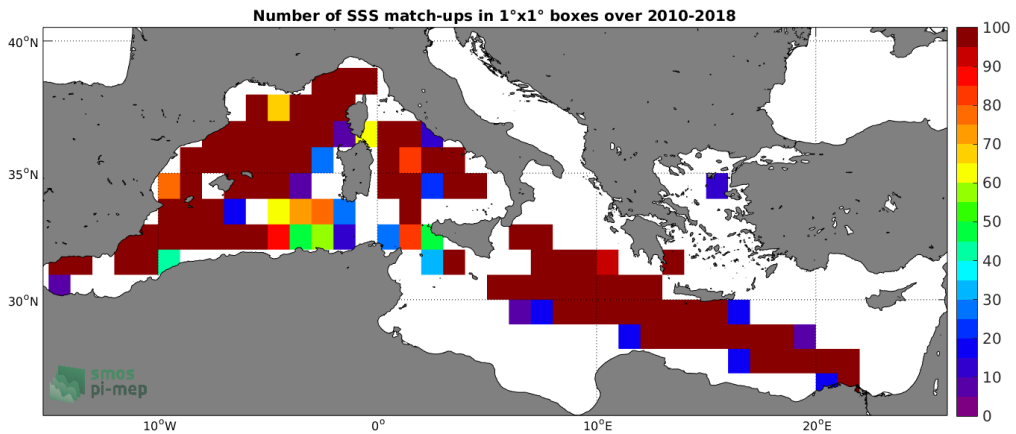 Number of SSS match-ups in 1°x1° boxes over 2010-2018
40°N
35°N
30°N
10°W
0°
10°E
20°E
100
90
80
70
60
50
40
30
20
10
0
smos
pi-mep